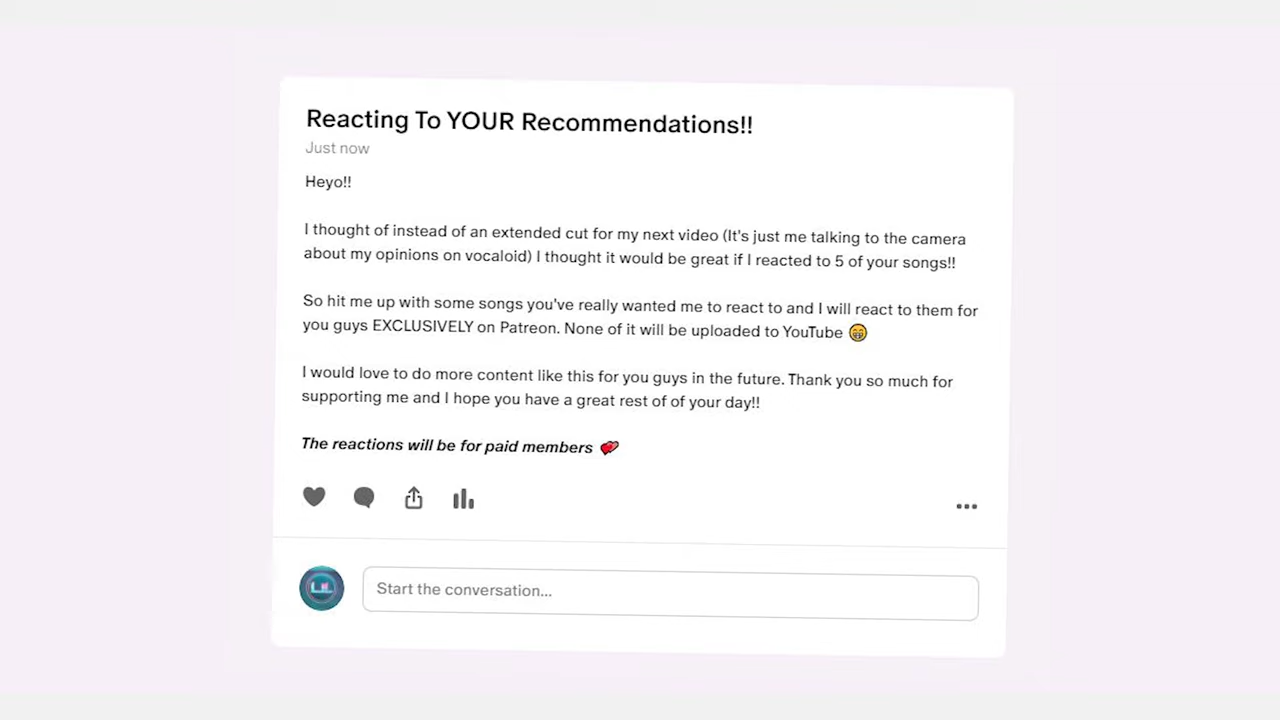 Reacting To YOUR Recommendations!!
Just now
Heyo!!
I thought of instead of an extended cut for my next video (It's just me talking to the camera
about my opinions on vocaloid) I thought it would be great if I reacted to 5 of your songs!!
So hit me up with some songs you've really wanted me to react to and I will react to them for
you guys EXCLUSIVELY on Patreon. None of it will be uploaded to YouTube 😁
I would love to do more content like this for you guys in the future. Thank you so much for
supporting me and I hope you have a great rest of of your day!!
The reactions will be for paid members 💕
Start the conversation...